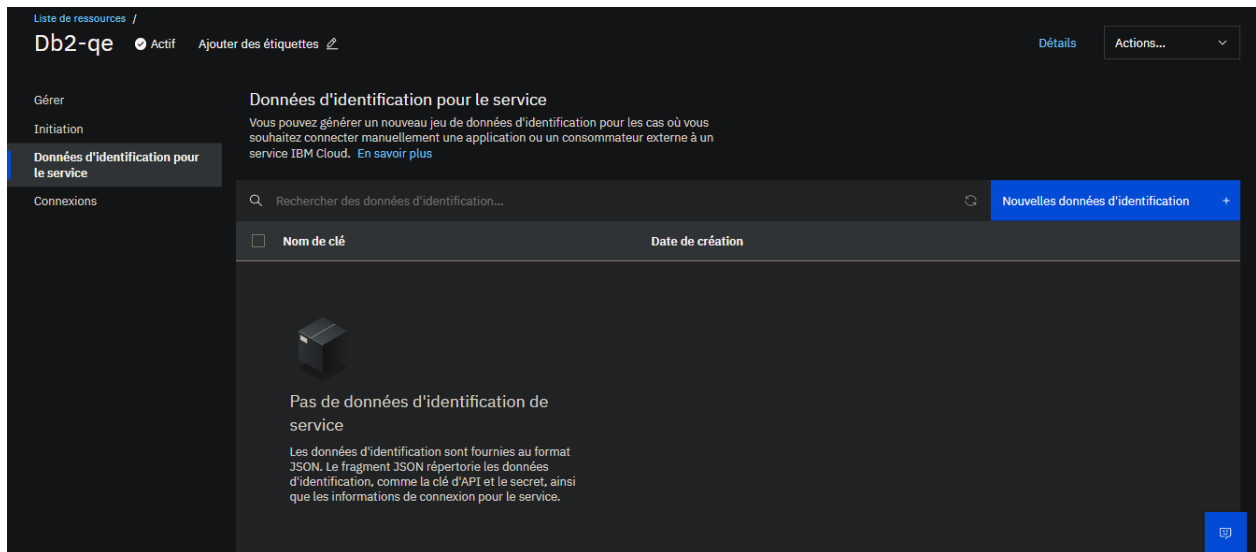 Liste de ressources /
Db2-qe Actif Ajouter des étiquettes Détails Actions...
Gérer
Initiation
Données d'identification pour
le service
Connexions
Données d'identification pour le service
Vous pouvez générer un nouveau jeu de données d'identification pour les cas où vous
souhaitez connecter manuellement une application ou un consommateur externe à un
service IBM Cloud. En savoir plus
Rechercher des données d'identification... Nouvelles données d'identification +
Nom de clé Date de création
Pas de données d'identification de
service
Les données d'identification sont fournies au format
JSON. Le fragment JSON répertorie les données
d'identification, comme la clé d'API et le secret, ainsi
que les informations de connexion pour le service.